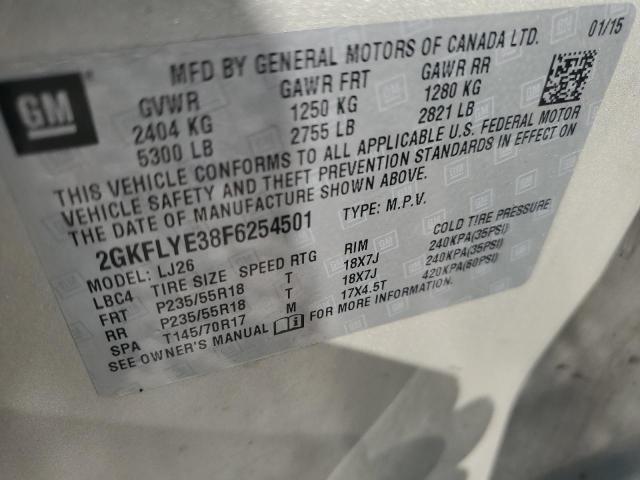 GM
MFD BY GENERAL MOTORS OF CANADA LTD. 01/15
GVWR GAWR FRT GAWR RR
2404 KG 1250 KG 1280 KG
5300 LB 2755 LB 2821 LB
THIS VEHICLE CONFORMS TO ALL APPLICABLE U.S. FEDERAL MOTOR
VEHICLE SAFETY AND THEFT PREVENTION STANDARDS IN EFFECT ON
THE DATE OF MANUFACTURE SHOWN ABOVE.
2GKFLYE38F6254501 TYPE: M.P.V.
MODEL: LJ26
LBC4 TIRE SIZE SPEED RTG RIM COLD TIRE PRESSURE
FRT P235/55R18 T 18X7J 240KPA(35PSI)
RR P235/55R18 T 18X7J 240KPA(35PSI)
SPA T145/70R17 M 17X4.5T 420KPA(60PSI)
SEE OWNER'S MANUAL FOR MORE INFORMATION.